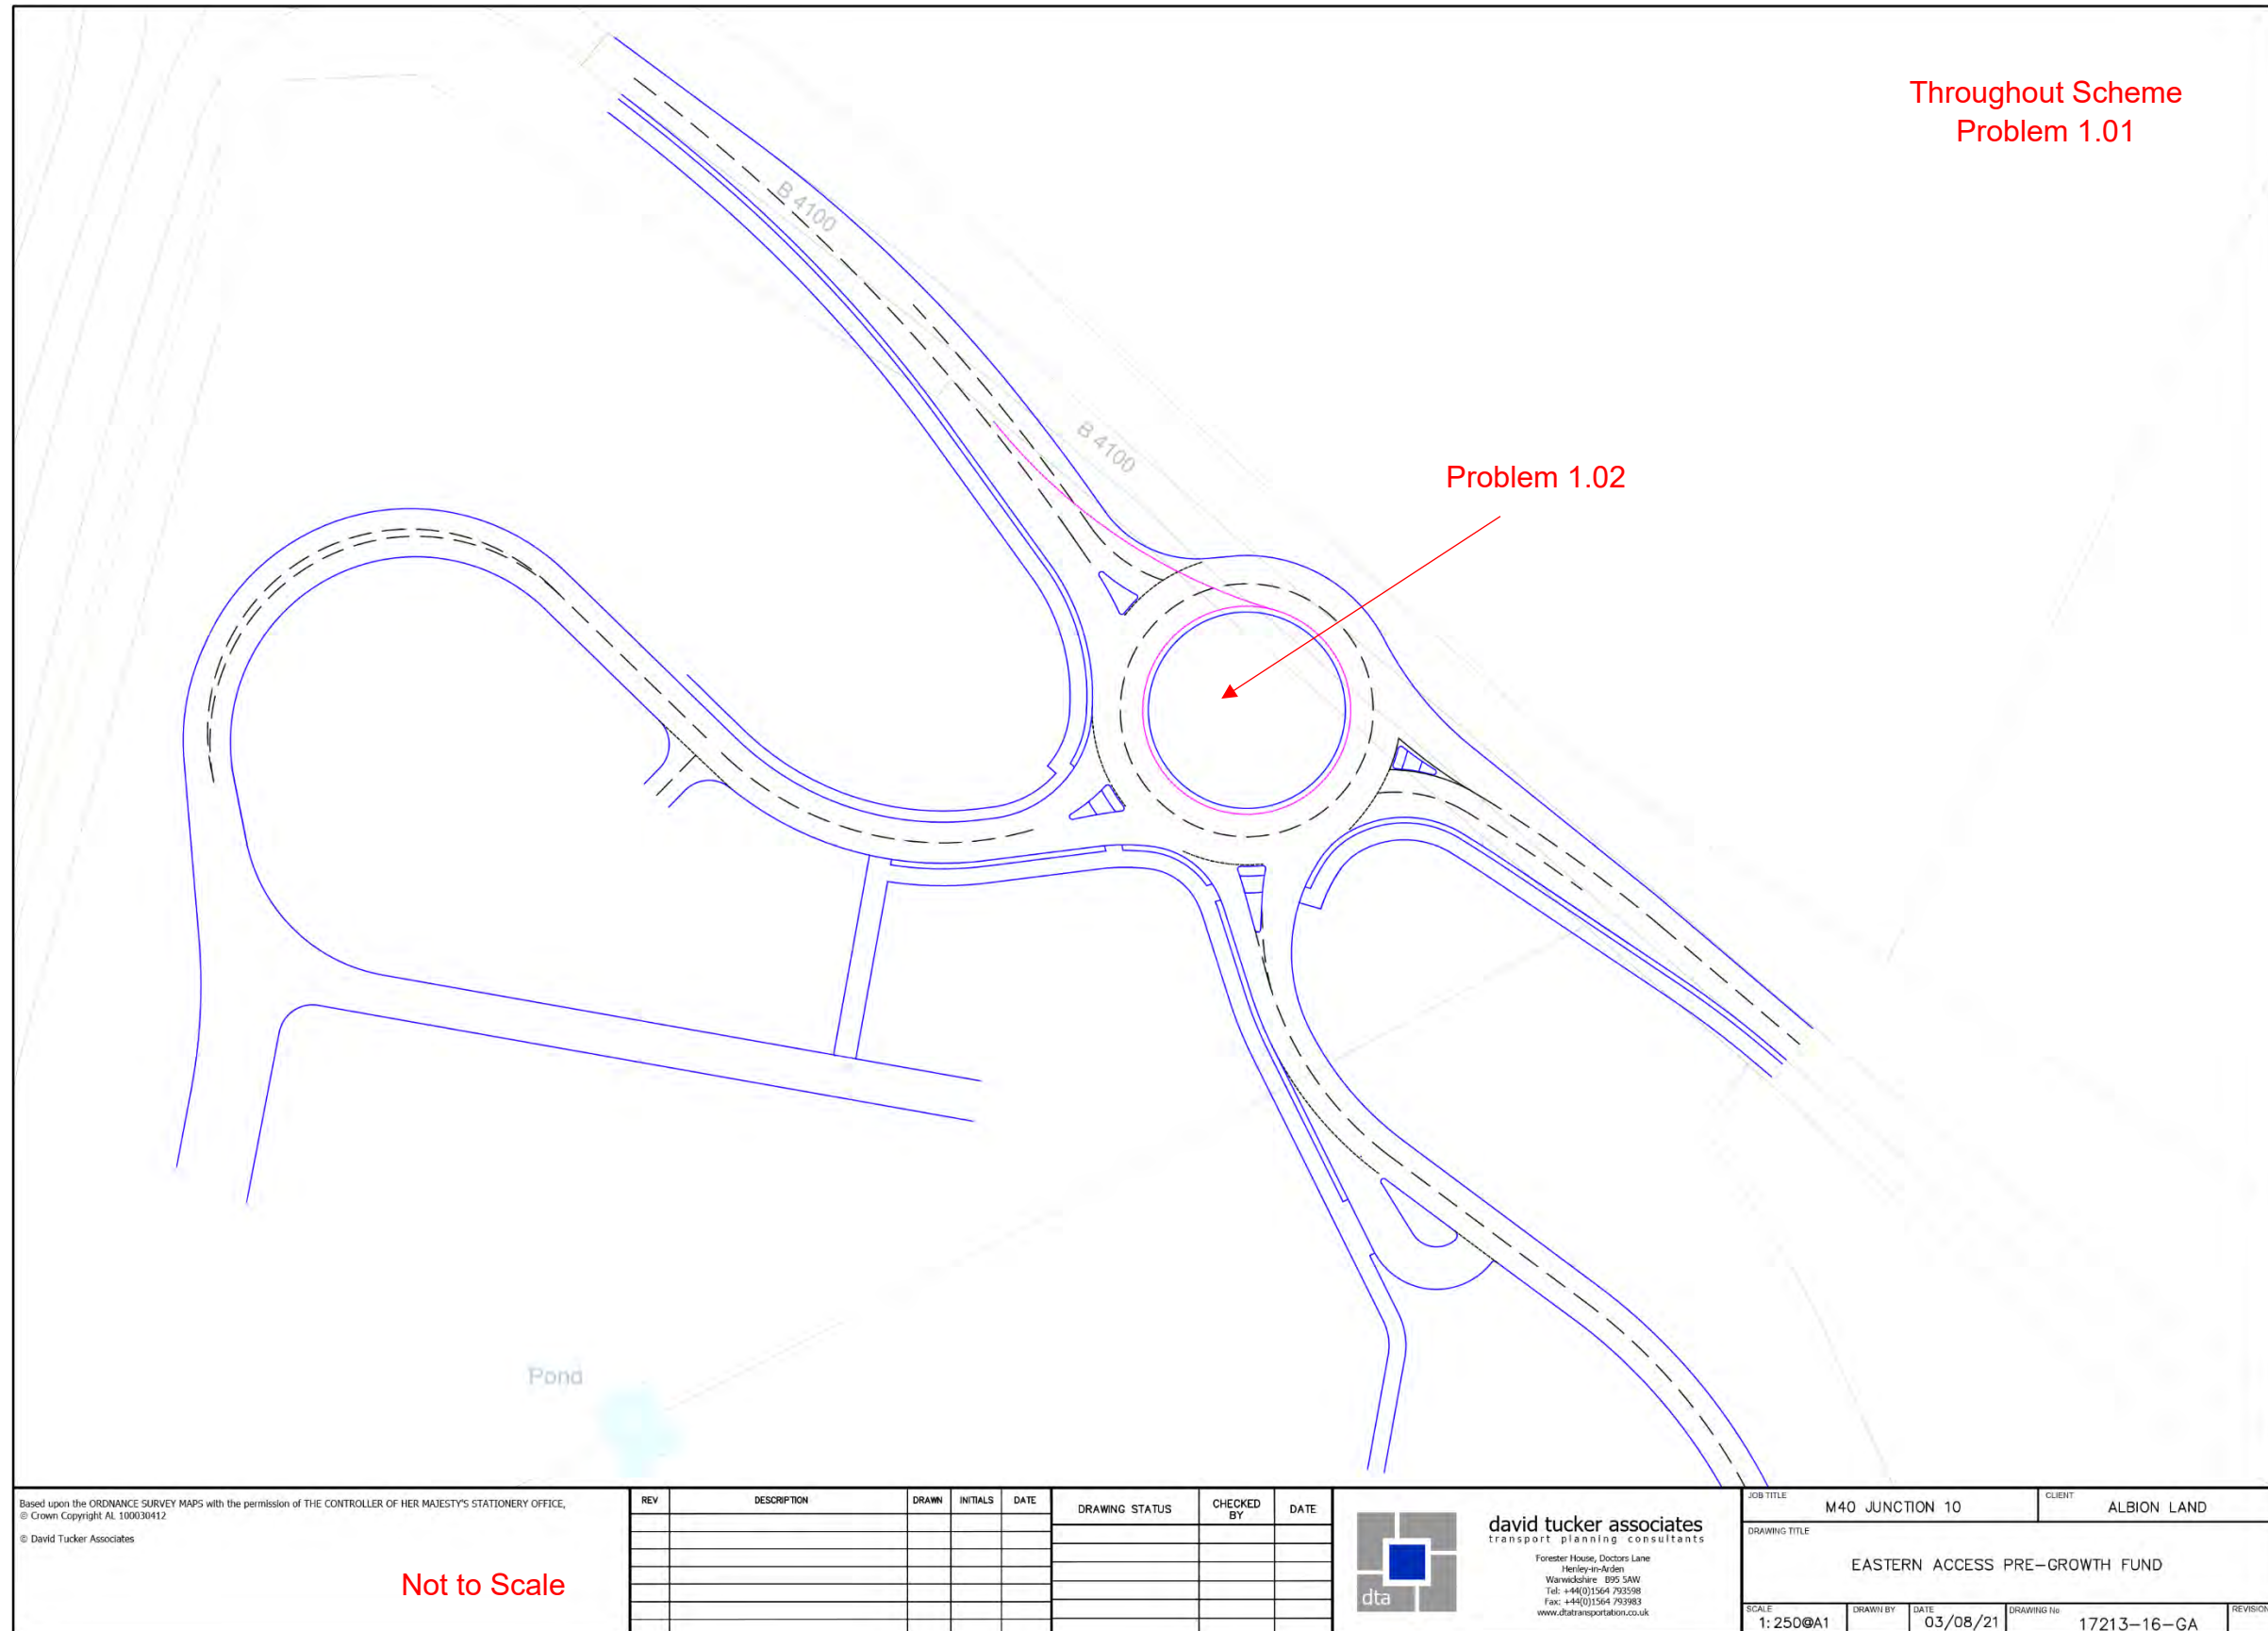 Throughout Scheme
Problem 1.01
B 4100
B 4100
Problem 1.02
Pond
Based upon the ORDNANCE SURVEY MAPS with the permission of THE CONTROLLER OF HER MAJESTY'S STATIONERY OFFICE,
© Crown Copyright AL 100030412
© David Tucker Associates
Not to Scale
REV DESCRIPTION DRAWN INITIALS DATE
DRAWING STATUS CHECKED BY DATE
dta
david tucker associates
transport planning consultants
Forester House, Doctors Lane
Henley-in-Arden
Warwickshire B95 5AW
Tel: +44(0)1564 793598
Fax: +44(0)1564 793983
www.dtatransportation.co.uk
JOB TITLE
M40 JUNCTION 10
CLIENT
ALBION LAND
DRAWING TITLE
EASTERN ACCESS PRE-GROWTH FUND
SCALE
1:250@A1
DRAWN BY
DATE
03/08/21
DRAWING No
17213-16-GA
REVISION